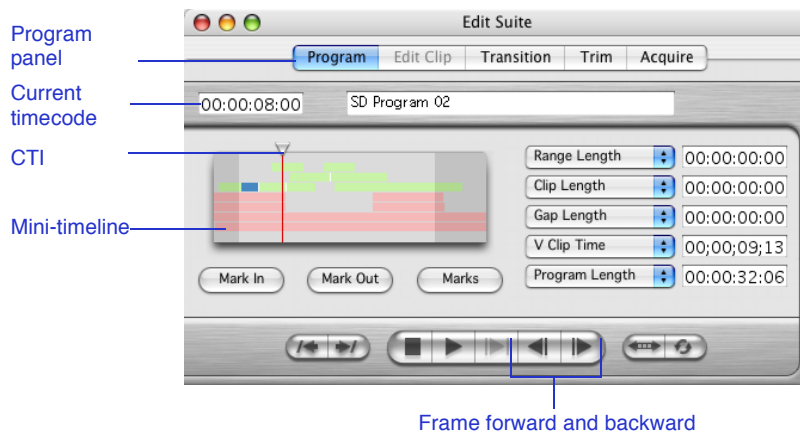 Edit Suite
Program
panel
Program Edit Clip Transition Trim Acquire
Current
timecode
00:00:08:00 SD Program 02
CTI
Mini-timeline
Range Length 00:00:00:00
Clip Length 00:00:00:00
Gap Length 00:00:00:00
V Clip Time 00;00;09;13
Program Length 00:00:32:06
Mark In Mark Out Marks
Frame forward and backward